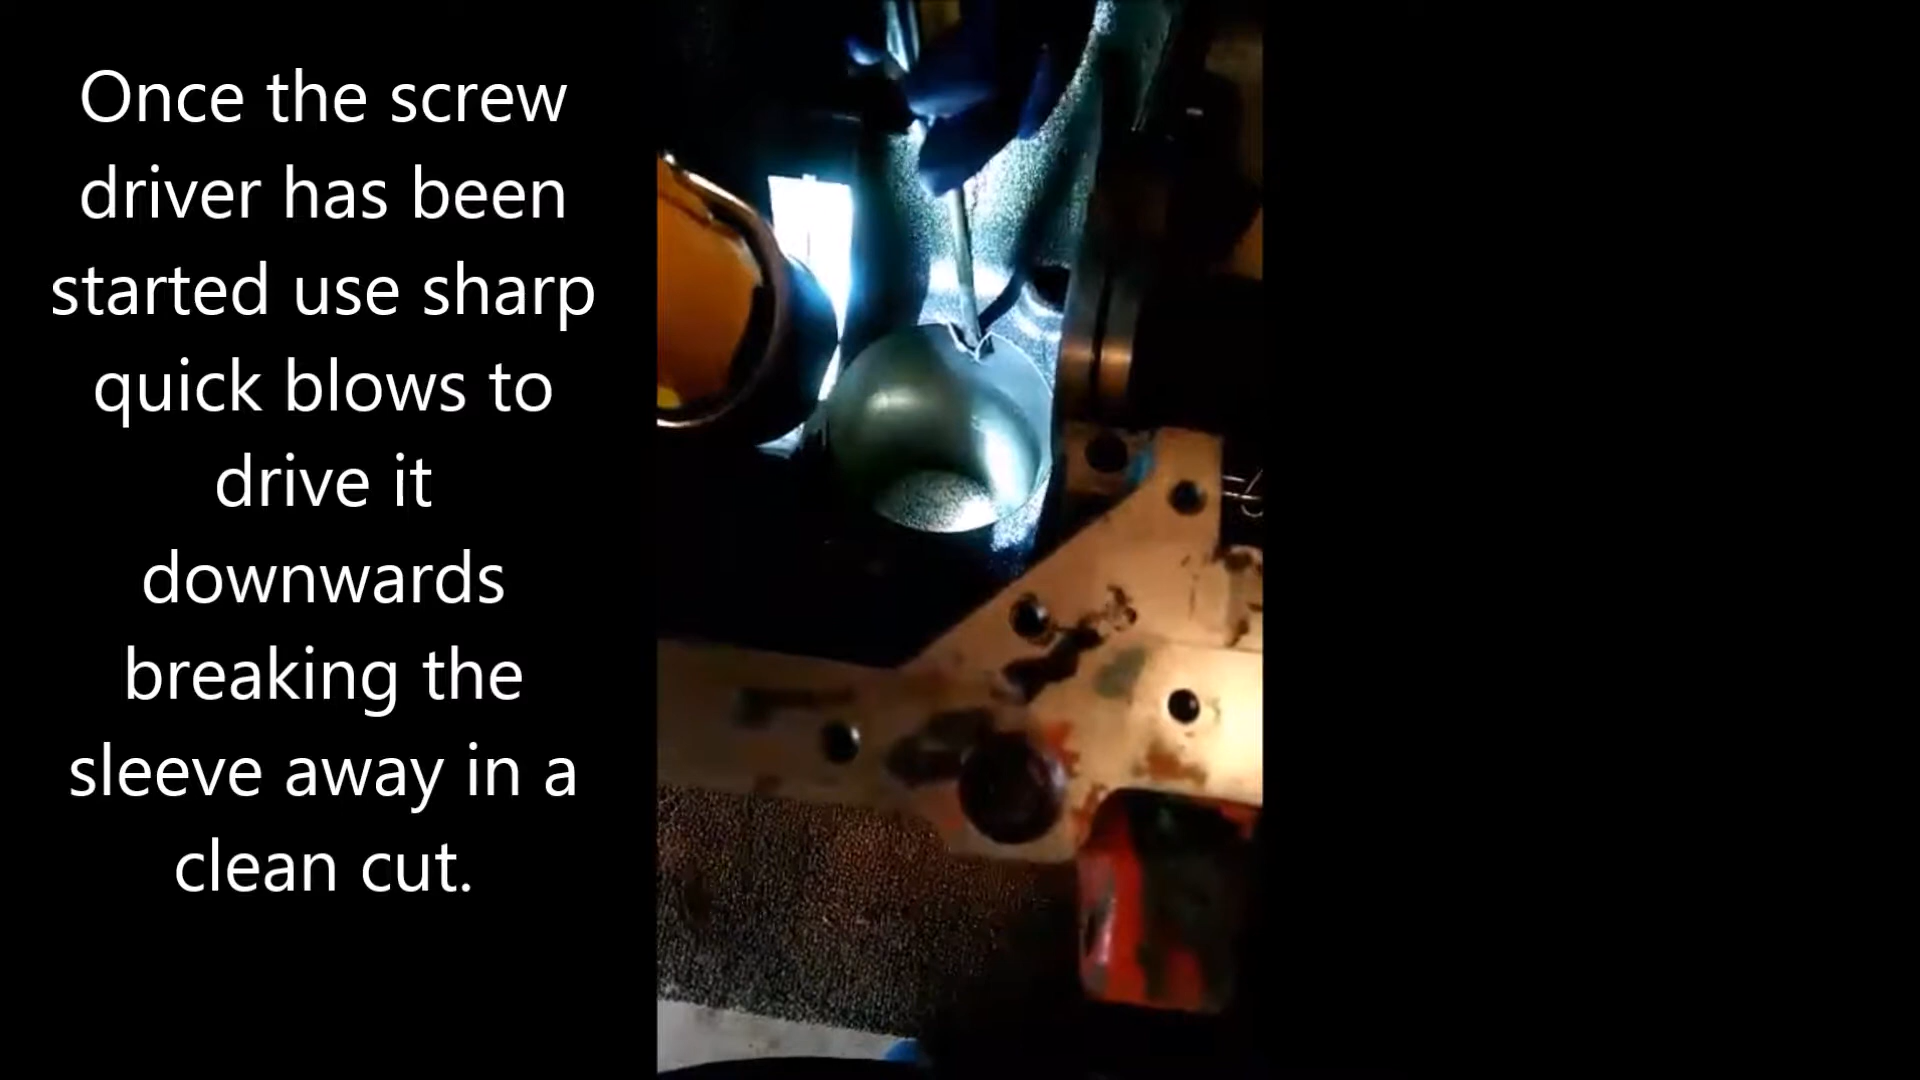 Once the screw
driver has been
started use sharp
quick blows to
drive it
downwards
breaking the
sleeve away in a
clean cut.